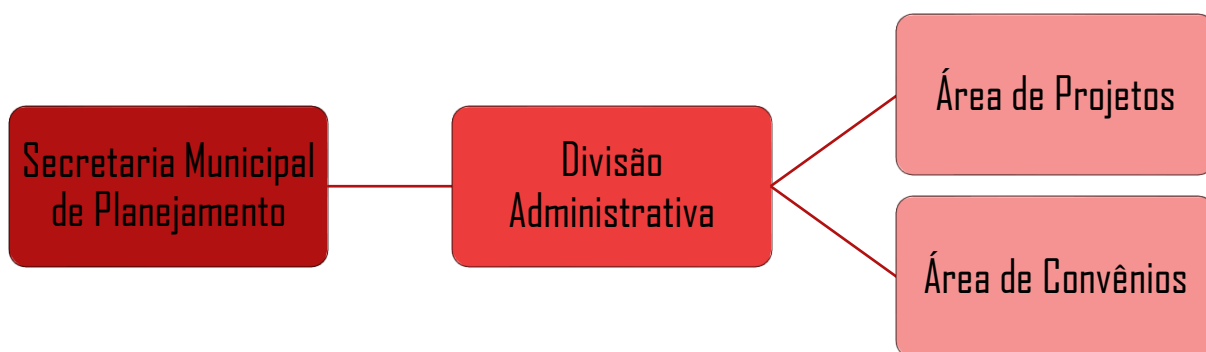 Secretaria Municipal
de Planejamento
Divisão
Administrativa
Área de Projetos
Área de Convênios